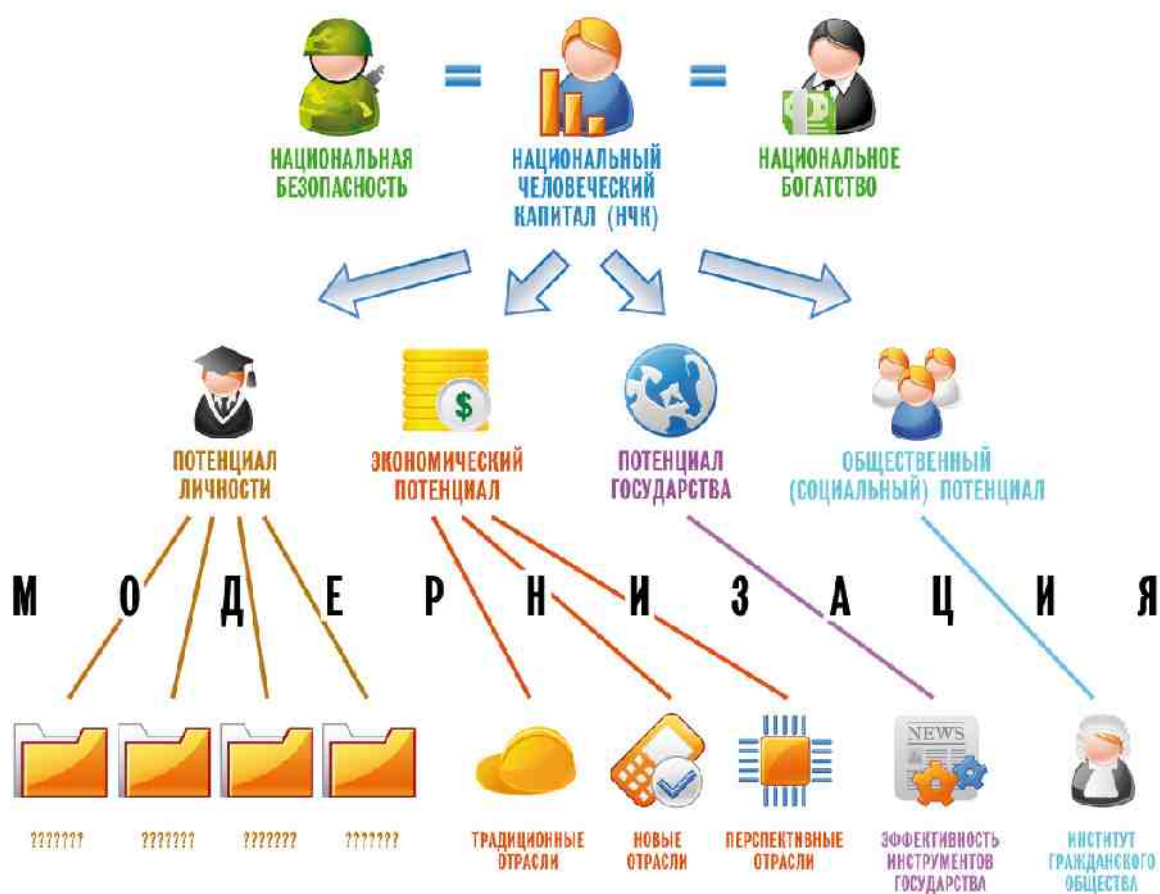 =
=
НАЦИОНАЛЬНАЯ
БЕЗОПАСНОСТЬ
НАЦИОНАЛЬНЫЙ
ЧЕЛОВЕЧЕСКИЙ
КАПИТАЛ (НЧК)
НАЦИОНАЛЬНОЕ
БОГАТСТВО
$
ПОТЕНЦИАЛ
ЛИЧНОСТИ
ЭКОНОМИЧЕСКИЙ
ПОТЕНЦИАЛ
ПОТЕНЦИАЛ
ГОСУДАРСТВА
ОБЩЕСТВЕННЫЙ
(СОЦИАЛЬНЫЙ) ПОТЕНЦИАЛ
М О Д Е Р Н И З А Ц И Я
NEWS
???????
???????
???????
???????
ТРАДИЦИОННЫЕ
ОТРАСЛИ
НОВЫЕ
ОТРАСЛИ
ПЕРСПЕКТИВНЫЕ
ОТРАСЛИ
ЭФФЕКТИВНОСТЬ
ИНСТРУМЕНТОВ
ГОСУДАРСТВА
ИНСТИТУТ
ГРАЖДАНСКОГО
ОБЩЕСТВА